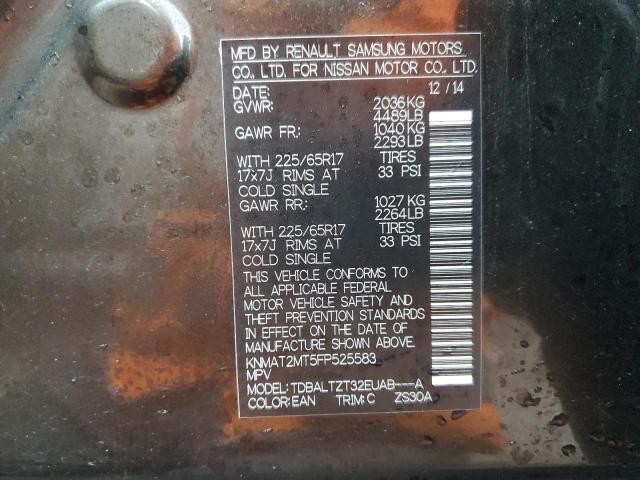 MFD BY RENAULT SAMSUNG MOTORS
CO., LTD. FOR NISSAN MOTOR CO., LTD.
DATE: 12/14
GVWR: 2036KG
4489LB
GAWR FR: 1040KG
2293LB
WITH 225/65R17 TIRES
17x7J RIMS AT 33 PSI
COLD SINGLE
GAWR RR: 1027KG
2264LB
WITH 225/65R17 TIRES
17x7J RIMS AT 33 PSI
COLD SINGLE
THIS VEHICLE CONFORMS TO
ALL APPLICABLE FEDERAL
MOTOR VEHICLE SAFETY AND
THEFT PREVENTION STANDARDS
IN EFFECT ON THE DATE OF
MANUFACTURE SHOWN ABOVE.
KNMAT2MT5FP525583
MPV
MODEL: TDBALTZT32EUAB---A
COLOR:EAN TRIM:C ZS30A